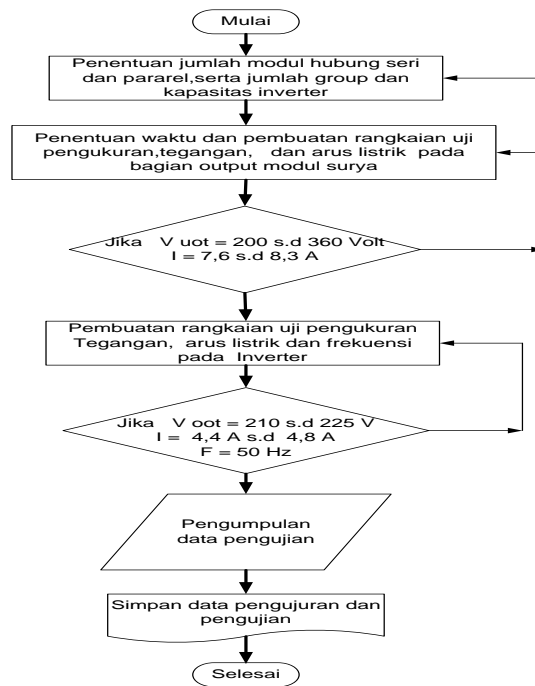 Mulai
Penentuan jumlah modul hubung seri
dan pararel,serta jumlah group dan
kapasitas inverter
Penentuan waktu dan pembuatan rangkaian uji
pengukuran,tegangan, dan arus listrik pada
bagian output modul surya
Jika V uot = 200 s.d 360 Volt
I = 7,6 s.d 8,3 A
Pembuatan rangkaian uji pengukuran
Tegangan, arus listrik dan frekuensi
pada Inverter
Jika V oot = 210 s.d 225 V
I = 4,4 A s.d 4,8 A
F = 50 Hz
Pengumpulan
data pengujian
Simpan data pengujuran dan
pengujian
Selesai